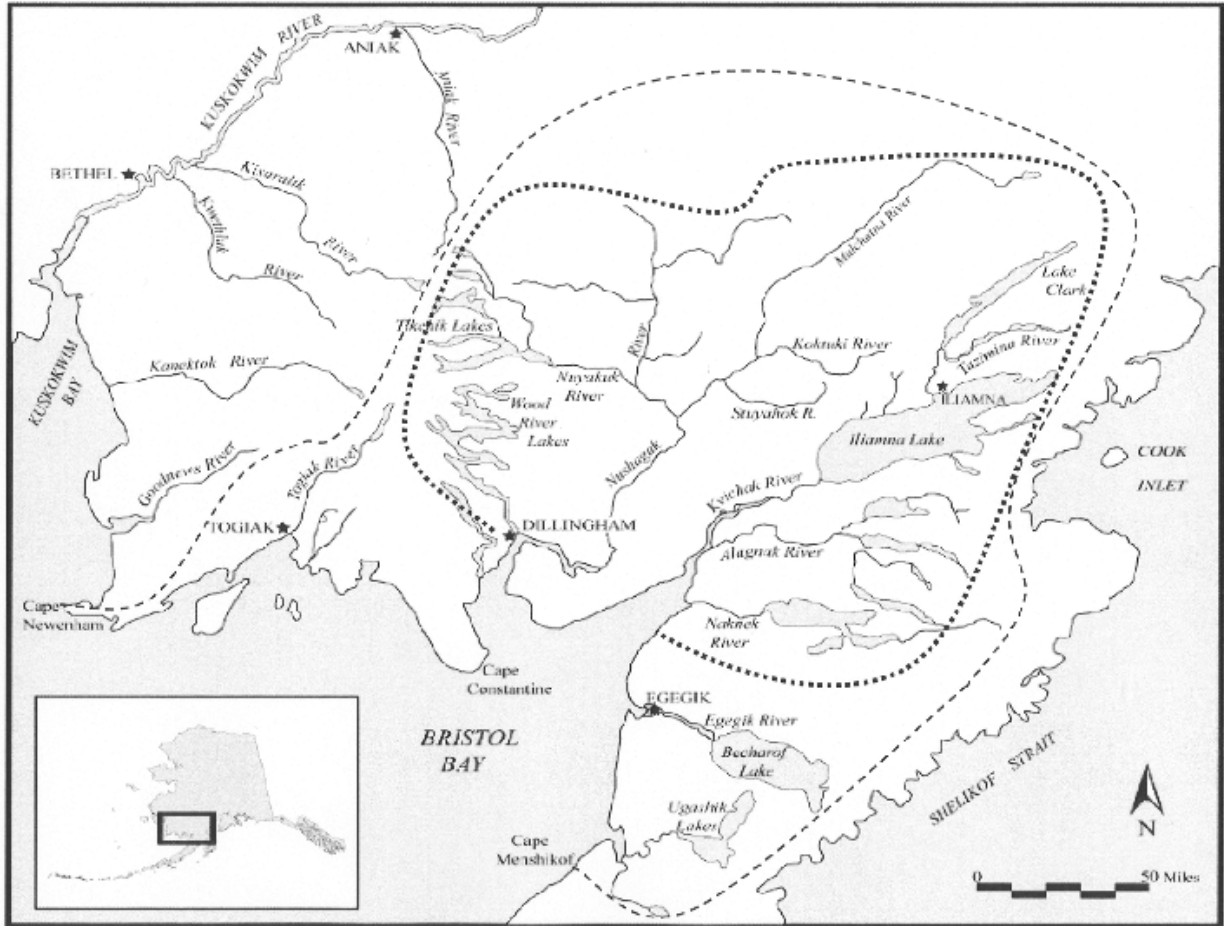 KUSKOKWIM RIVER
ANIAK
Aniak River
BETHEL
Kisaralik
River
Kwethluk
River
Lake
Clark
Mulchatna River
Tikchik Lakes
River
Koktuki River
Tazimina River
Kanektok River
KUSKOKWIM
BAY
Nuyakuk
River
Wood
River
Lakes
Stuyahok R.
ILIAMNA
Iliamna Lake
Goodnews River
Togiak River
Nushagak
COOK
INLET
Kvichak River
TOGIAK
DILLINGHAM
Alagnak River
Cape
Newenham
Naknek
River
Cape
Constantine
EGEGIK
Egegik River
BRISTOL
BAY
Becharof
Lake
SHELIKOF STRAIT
Ugashik
Lakes
Cape
Menshikof
N
0 50 Miles